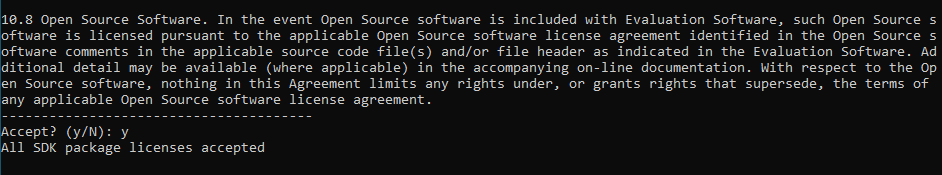 10.8 Open Source Software. In the event Open Source software is included with Evaluation Software, such Open Source s
oftware is licensed pursuant to the applicable Open Source software license agreement identified in the Open Source s
oftware comments in the applicable source code file(s) and/or file header as indicated in the Evaluation Software. Ad
ditional detail may be available (where applicable) in the accompanying on-line documentation. With respect to the Op
en Source software, nothing in this Agreement limits any rights under, or grants rights that supersede, the terms of
any applicable Open Source software license agreement.
---------------------------------------
Accept? (y/N): y
All SDK package licenses accepted